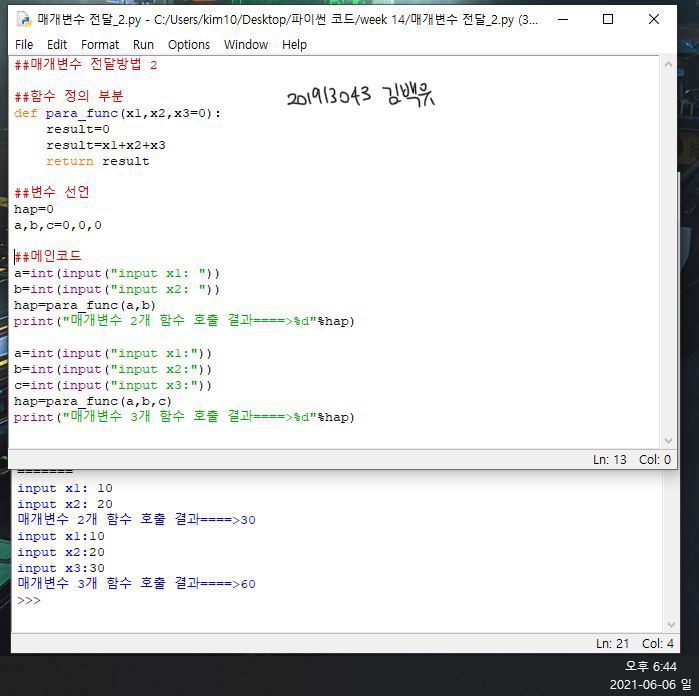 매개변수 전달_2.py - C:/Users/kim10/Desktop/파이썬 코드/week 14/매개변수 전달_2.py (3...
File Edit Format Run Options Window Help
##매개변수 전달방법 2
201913043 김백유
##함수 정의 부분
def para_func(x1,x2,x3=0):
    result=0
    result=x1+x2+x3
    return result
##변수 선언
hap=0
a,b,c=0,0,0
##메인코드
a=int(input("input x1: "))
b=int(input("input x2: "))
hap=para_func(a,b)
print("매개변수 2개 함수 호출 결과====>%d"%hap)
a=int(input("input x1:"))
b=int(input("input x2:"))
c=int(input("input x3:"))
hap=para_func(a,b,c)
print("매개변수 3개 함수 호출 결과====>%d"%hap)
Ln: 13 Col: 0
=======
input x1: 10
input x2: 20
매개변수 2개 함수 호출 결과====>30
input x1:10
input x2:20
input x3:30
매개변수 3개 함수 호출 결과====>60
>>>
Ln: 21 Col: 4
오후 6:44
2021-06-06 일